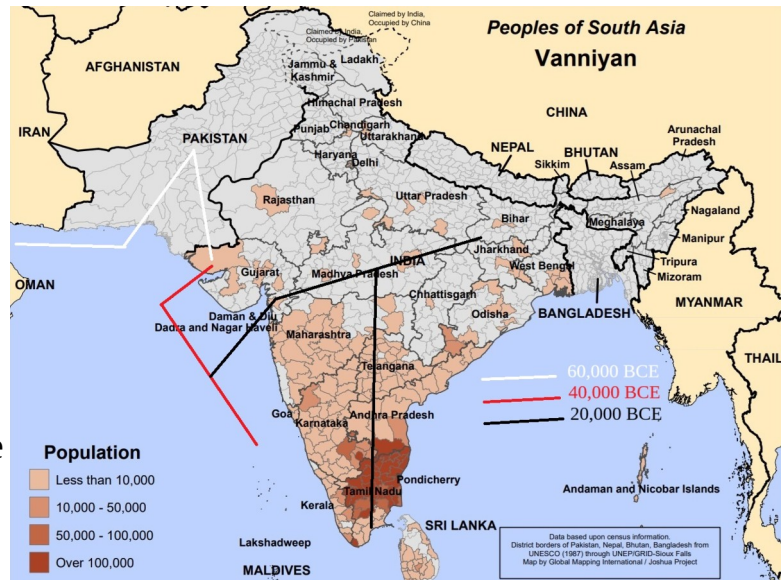 Claimed by India,
Occupied by China
Claimed by India,
Occupied by Pakistan
Peoples of South Asia
Vanniyan
AFGHANISTAN
Jammu &
Kashmir
Ladakh
Himachal Pradesh
CHINA
IRAN
PAKISTAN
Punjab
Chandigarh
Uttarakhand
Haryana
Delhi
NEPAL
BHUTAN
Sikkim
Arunachal
Pradesh
Assam
Rajasthan
Uttar Pradesh
Bihar
Meghalaya
Nagaland
Manipur
OMAN
Gujarat
Madhya Pradesh
INDIA
Jharkhand
West Bengal
Tripura
Mizoram
Daman & Diu
Dadra and Nagar Haveli
Chhattisgarh
Odisha
BANGLADESH
MYANMAR
Maharashtra
Telangana
THAIL
60,000 BCE
40,000 BCE
20,000 BCE
Goa
Karnataka
Andhra Pradesh
e
Population
Less than 10,000
10,000 - 50,000
50,000 - 100,000
Over 100,000
Pondicherry
Tamil Nadu
Kerala
Andaman and Nicobar Islands
SRI LANKA
Lakshadweep
MALDIVES
Data based upon census information.
District borders of Pakistan, Nepal, Bhutan, Bangladesh from
UNESCO (1987) through UNEP/GRID-Sioux Falls
Map by Global Mapping International / Joshua Project